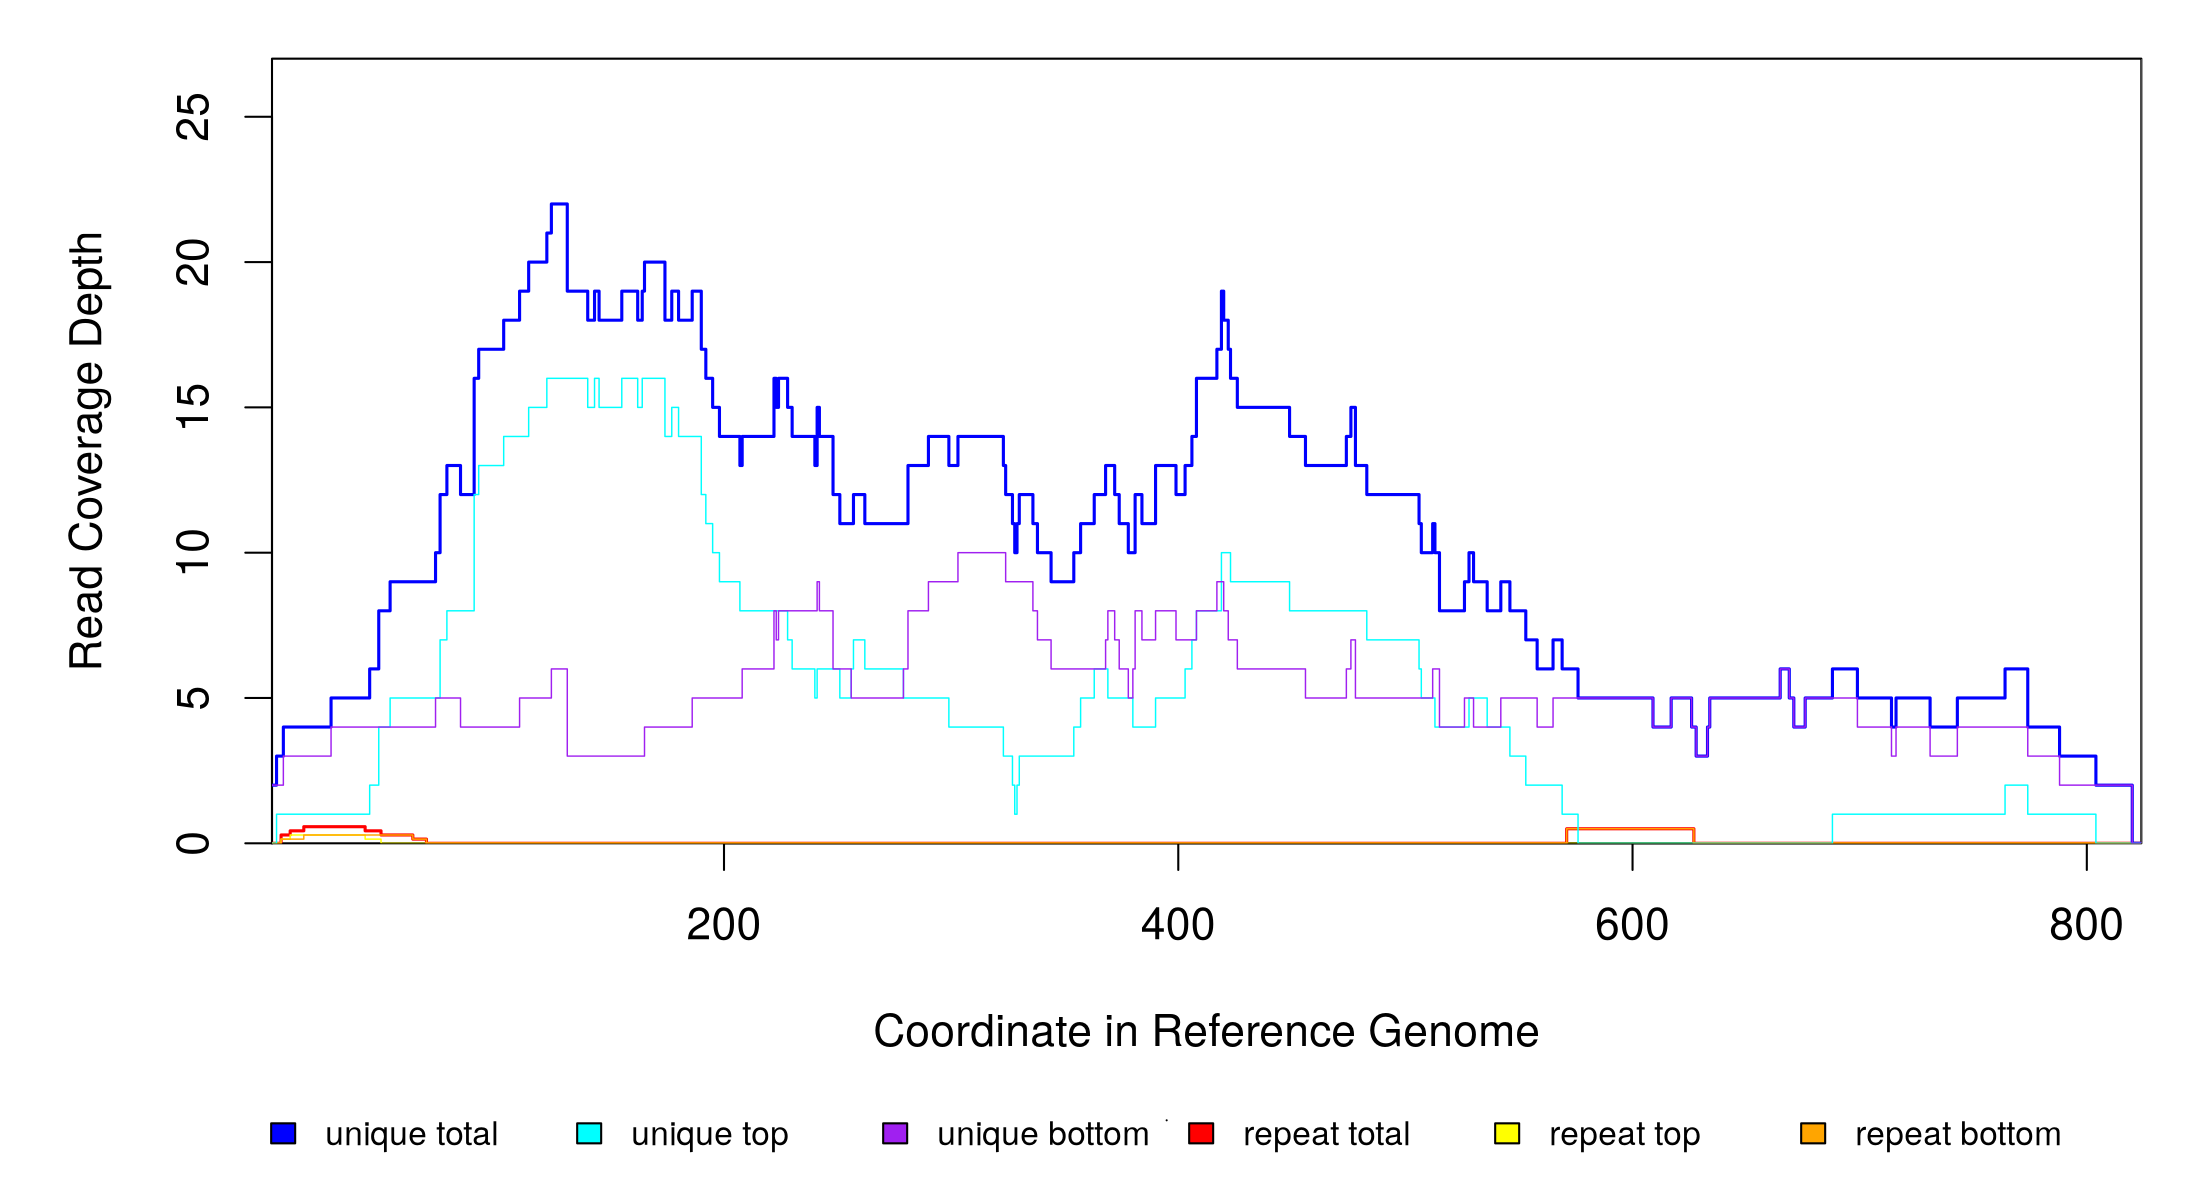 25
20
15
10
5
0
Read Coverage Depth
200 400 600 800
Coordinate in Reference Genome
unique total unique top unique bottom repeat total repeat top repeat bottom